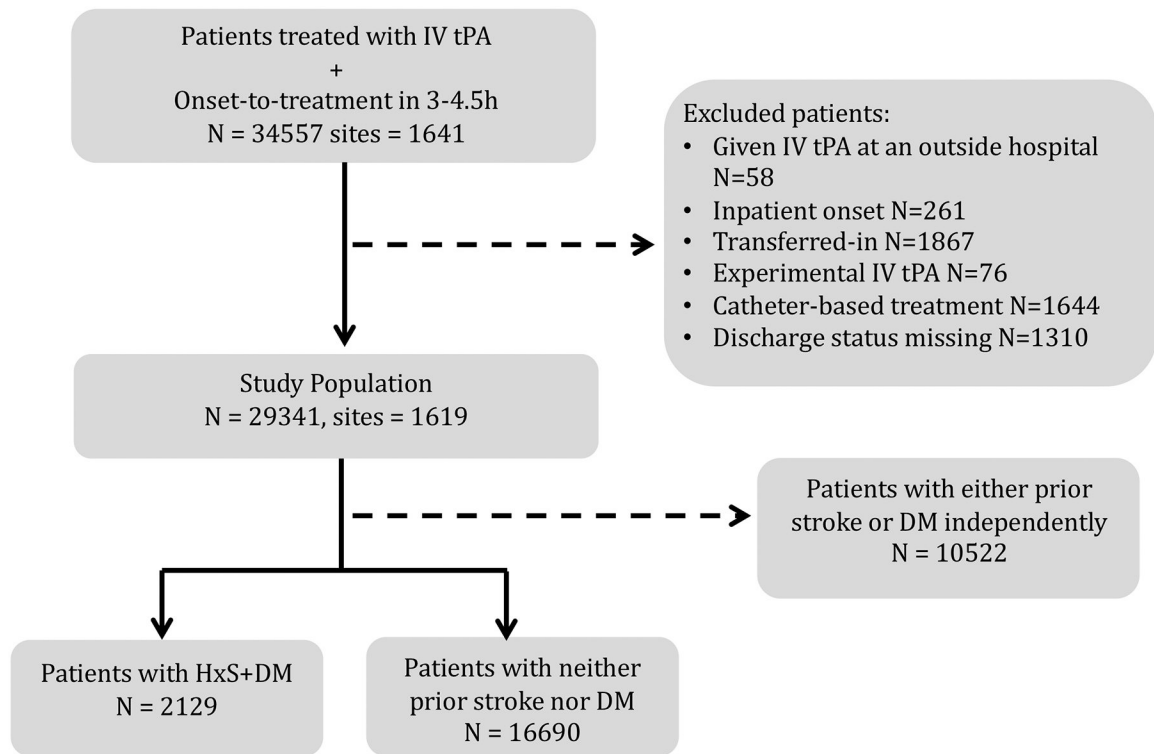 Patients treated with IV tPA
+
Onset-to-treatment in 3-4.5h
N = 34557 sites = 1641
Excluded patients:
• Given IV tPA at an outside hospital
N=58
• Inpatient onset N=261
• Transferred-in N=1867
• Experimental IV tPA N=76
• Catheter-based treatment N=1644
• Discharge status missing N=1310
Study Population
N = 29341, sites = 1619
Patients with either prior
stroke or DM independently
N = 10522
Patients with HxS+DM
N = 2129
Patients with neither
prior stroke nor DM
N = 16690